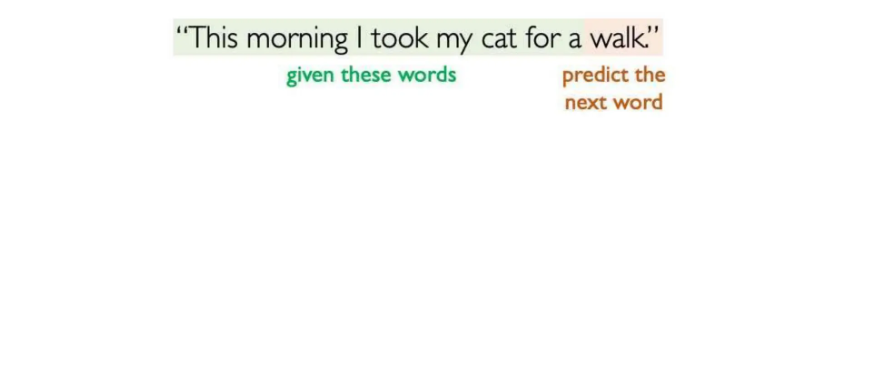 “This morning I took my cat for a walk.”
given these words
predict the
next word